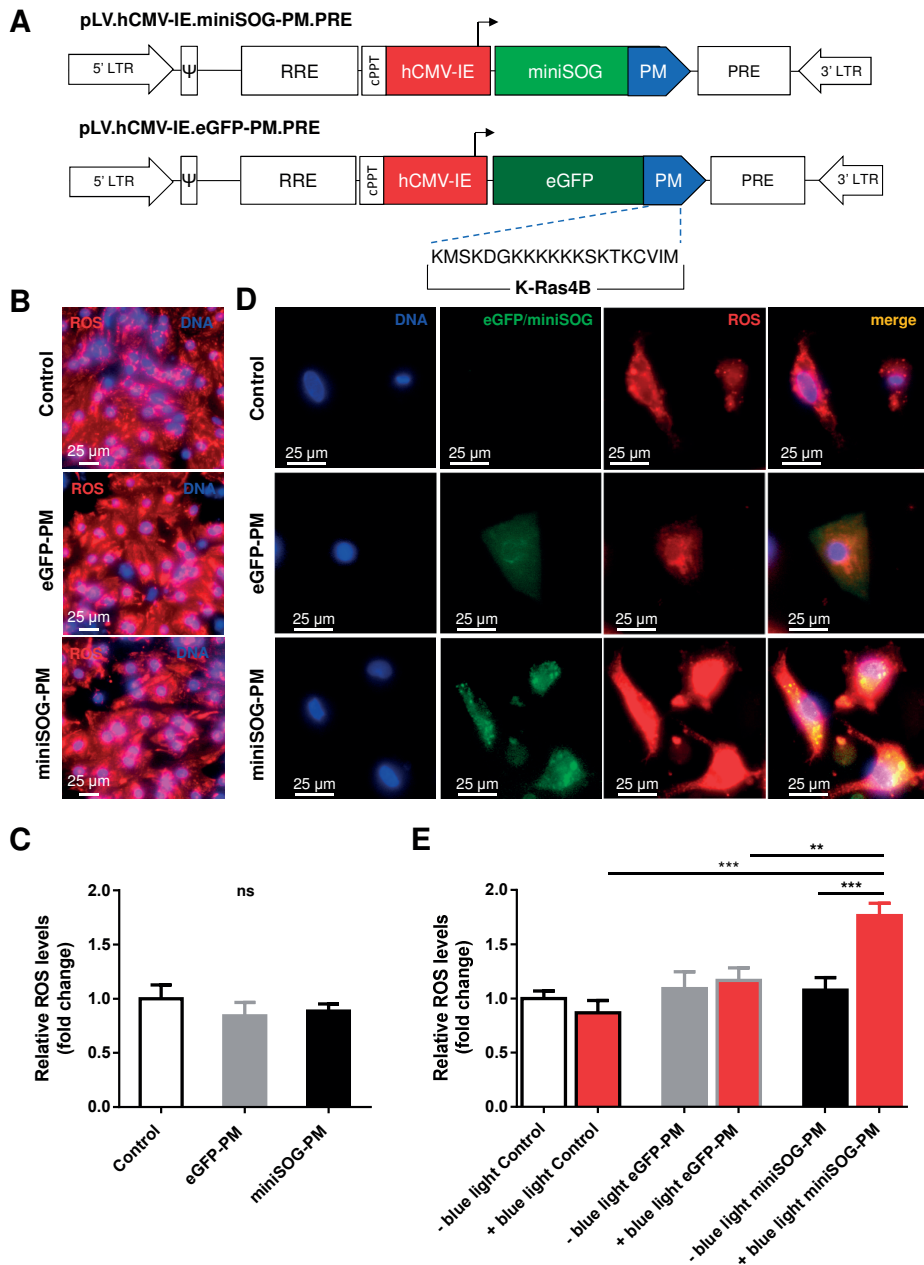 A
pLV.hCMV-IE.miniSOG-PM.PRE
5' LTR Ψ RRE cPPT hCMV-IE miniSOG PM PRE 3' LTR
pLV.hCMV-IE.eGFP-PM.PRE
5' LTR Ψ RRE cPPT hCMV-IE eGFP PM PRE 3' LTR
KMSKDGKKKKKKSKTKCVIM
K-Ras4B
B
Control
ROS DNA
25 µm
eGFP-PM
ROS DNA
25 µm
miniSOG-PM
ROS DNA
25 µm
D
DNA eGFP/miniSOG ROS merge
Control
25 µm 25 µm 25 µm 25 µm
eGFP-PM
25 µm 25 µm 25 µm 25 µm
miniSOG-PM
25 µm 25 µm 25 µm 25 µm
C
Relative ROS levels
(fold change)
ns
2.0
1.5
1.0
0.5
0.0
Control
eGFP-PM
miniSOG-PM
E
Relative ROS levels
(fold change)
**
***
***
2.0
1.5
1.0
0.5
0.0
- blue light Control
+ blue light Control
- blue light eGFP-PM
+ blue light eGFP-PM
- blue light miniSOG-PM
+ blue light miniSOG-PM